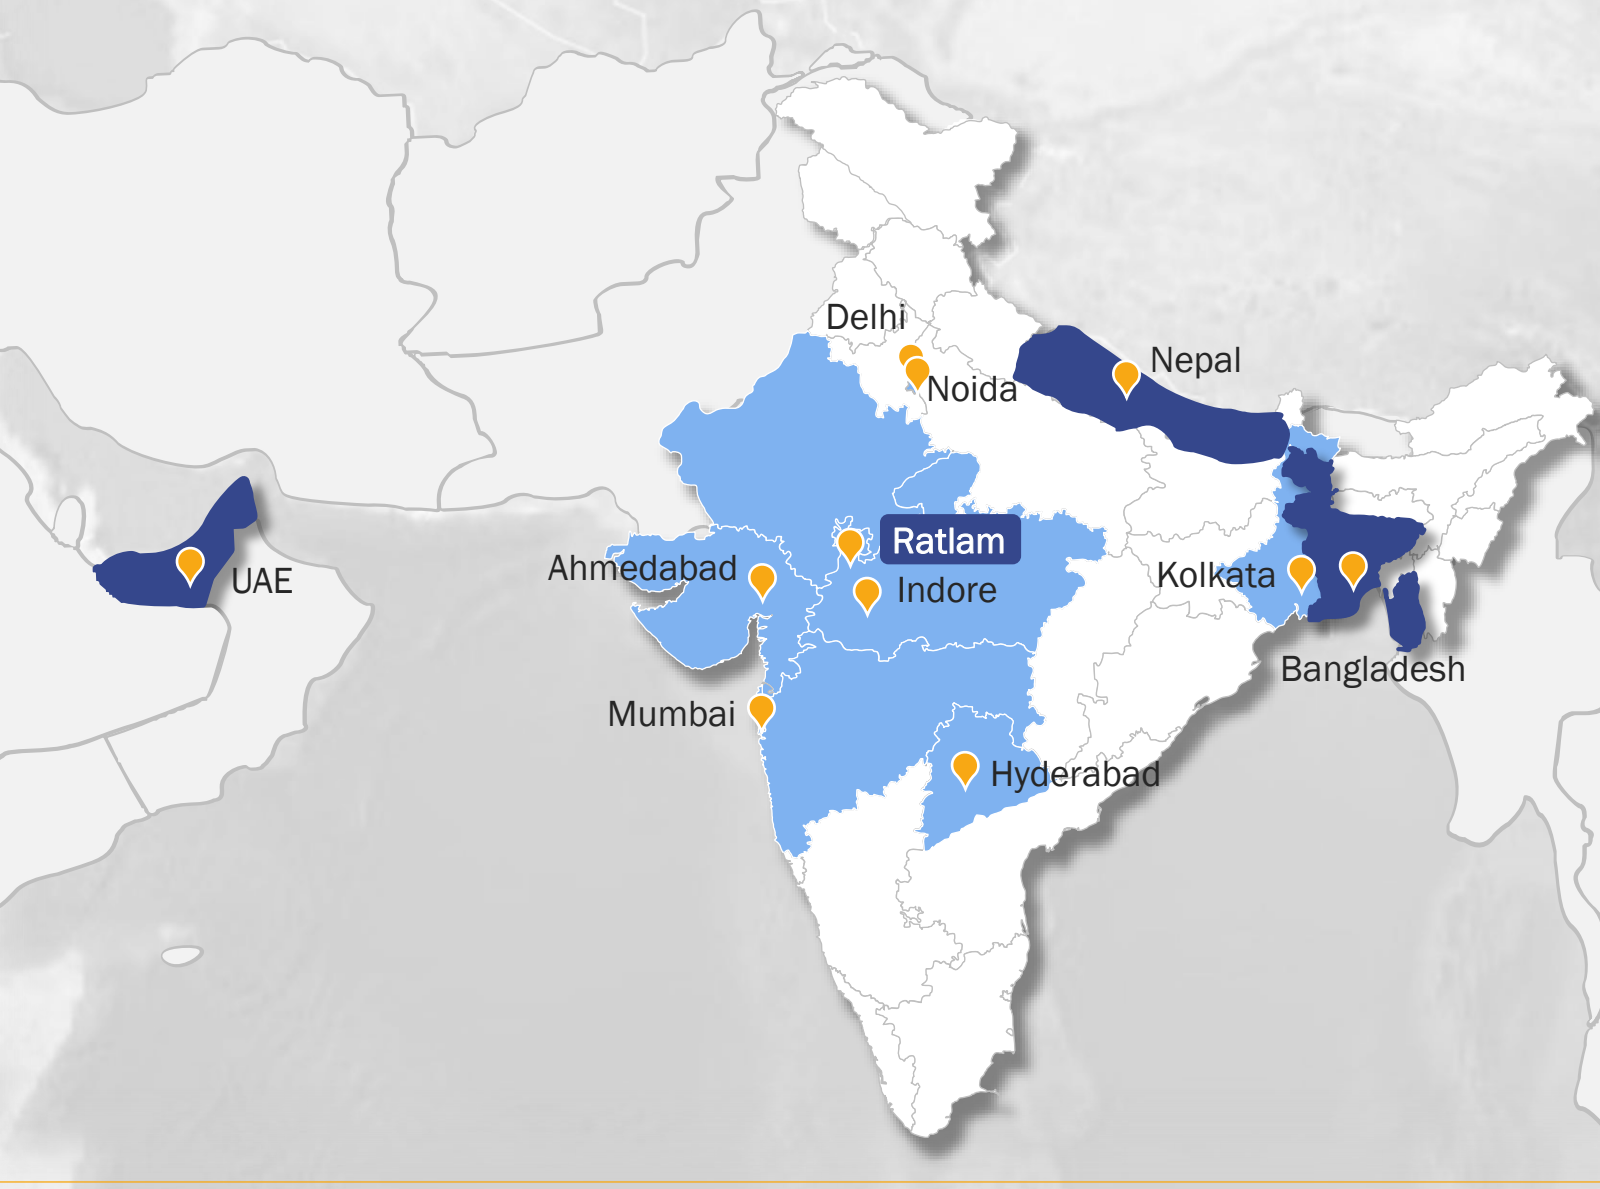 Delhi
Nepal
Noida
Ratlam
Ahmedabad
Kolkata
UAE
Indore
Bangladesh
Mumbai
Hyderabad